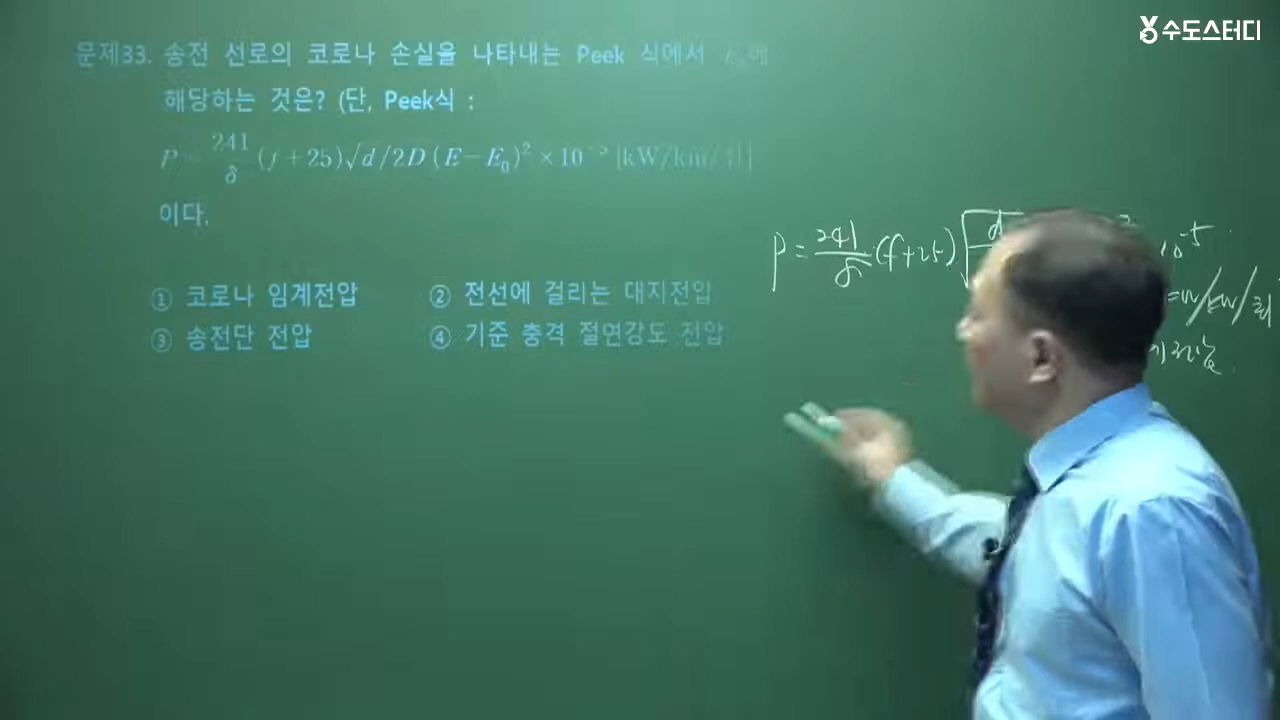 수도스터디
문제33. 송전 선로의 코로나 손실을 나타내는 Peek 식에서
해당하는 것은? (단, Peek식 :
P = 241/δ (f+25)√d/2D (E-E₀)² ×10⁻⁵ [kW/km/선]
이다.
① 코로나 임계전압 ② 전선에 걸리는 대지전압
③ 송전단 전압 ④ 기준 충격 절연강도 전압
P = 241/δ (f+25)√d